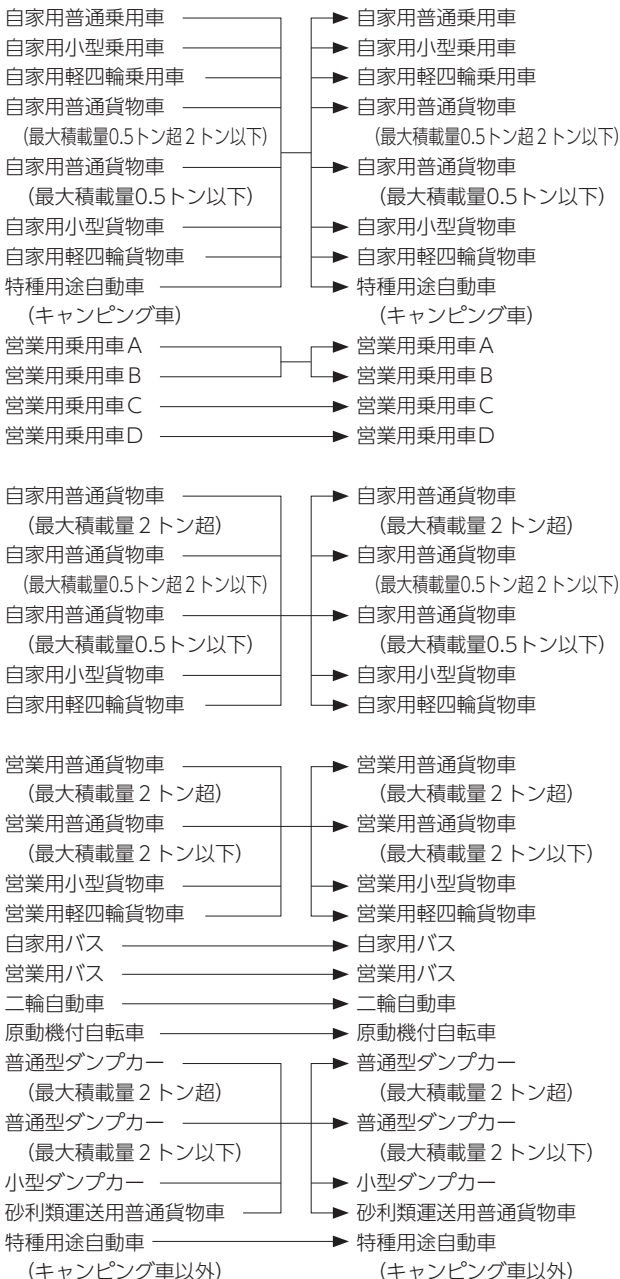 自家用普通乗用車 自家用普通乗用車
自家用小型乗用車 自家用小型乗用車
自家用軽四輪乗用車 自家用軽四輪乗用車
自家用普通貨物車 自家用普通貨物車
(最大積載量0.5トン超2トン以下) (最大積載量0.5トン超2トン以下)
自家用普通貨物車 自家用普通貨物車
(最大積載量0.5トン以下) (最大積載量0.5トン以下)
自家用小型貨物車 自家用小型貨物車
自家用軽四輪貨物車 自家用軽四輪貨物車
特種用途自動車 特種用途自動車
(キャンピング車) (キャンピング車)
営業用乗用車A 営業用乗用車A
営業用乗用車B 営業用乗用車B
営業用乗用車C 営業用乗用車C
営業用乗用車D 営業用乗用車D
自家用普通貨物車 自家用普通貨物車
(最大積載量2トン超) (最大積載量2トン超)
自家用普通貨物車 自家用普通貨物車
(最大積載量0.5トン超2トン以下) (最大積載量0.5トン超2トン以下)
自家用普通貨物車 自家用普通貨物車
(最大積載量0.5トン以下) (最大積載量0.5トン以下)
自家用小型貨物車 自家用小型貨物車
自家用軽四輪貨物車 自家用軽四輪貨物車
営業用普通貨物車 営業用普通貨物車
(最大積載量2トン超) (最大積載量2トン超)
営業用普通貨物車 営業用普通貨物車
(最大積載量2トン以下) (最大積載量2トン以下)
営業用小型貨物車 営業用小型貨物車
営業用軽四輪貨物車 営業用軽四輪貨物車
自家用バス 自家用バス
営業用バス 営業用バス
二輪自動車 二輪自動車
原動機付自転車 原動機付自転車
普通型ダンプカー 普通型ダンプカー
(最大積載量2トン超) (最大積載量2トン超)
普通型ダンプカー 普通型ダンプカー
(最大積載量2トン以下) (最大積載量2トン以下)
小型ダンプカー 小型ダンプカー
砂利類運送用普通貨物車 砂利類運送用普通貨物車
特種用途自動車 特種用途自動車
(キャンピング車以外) (キャンピング車以外)